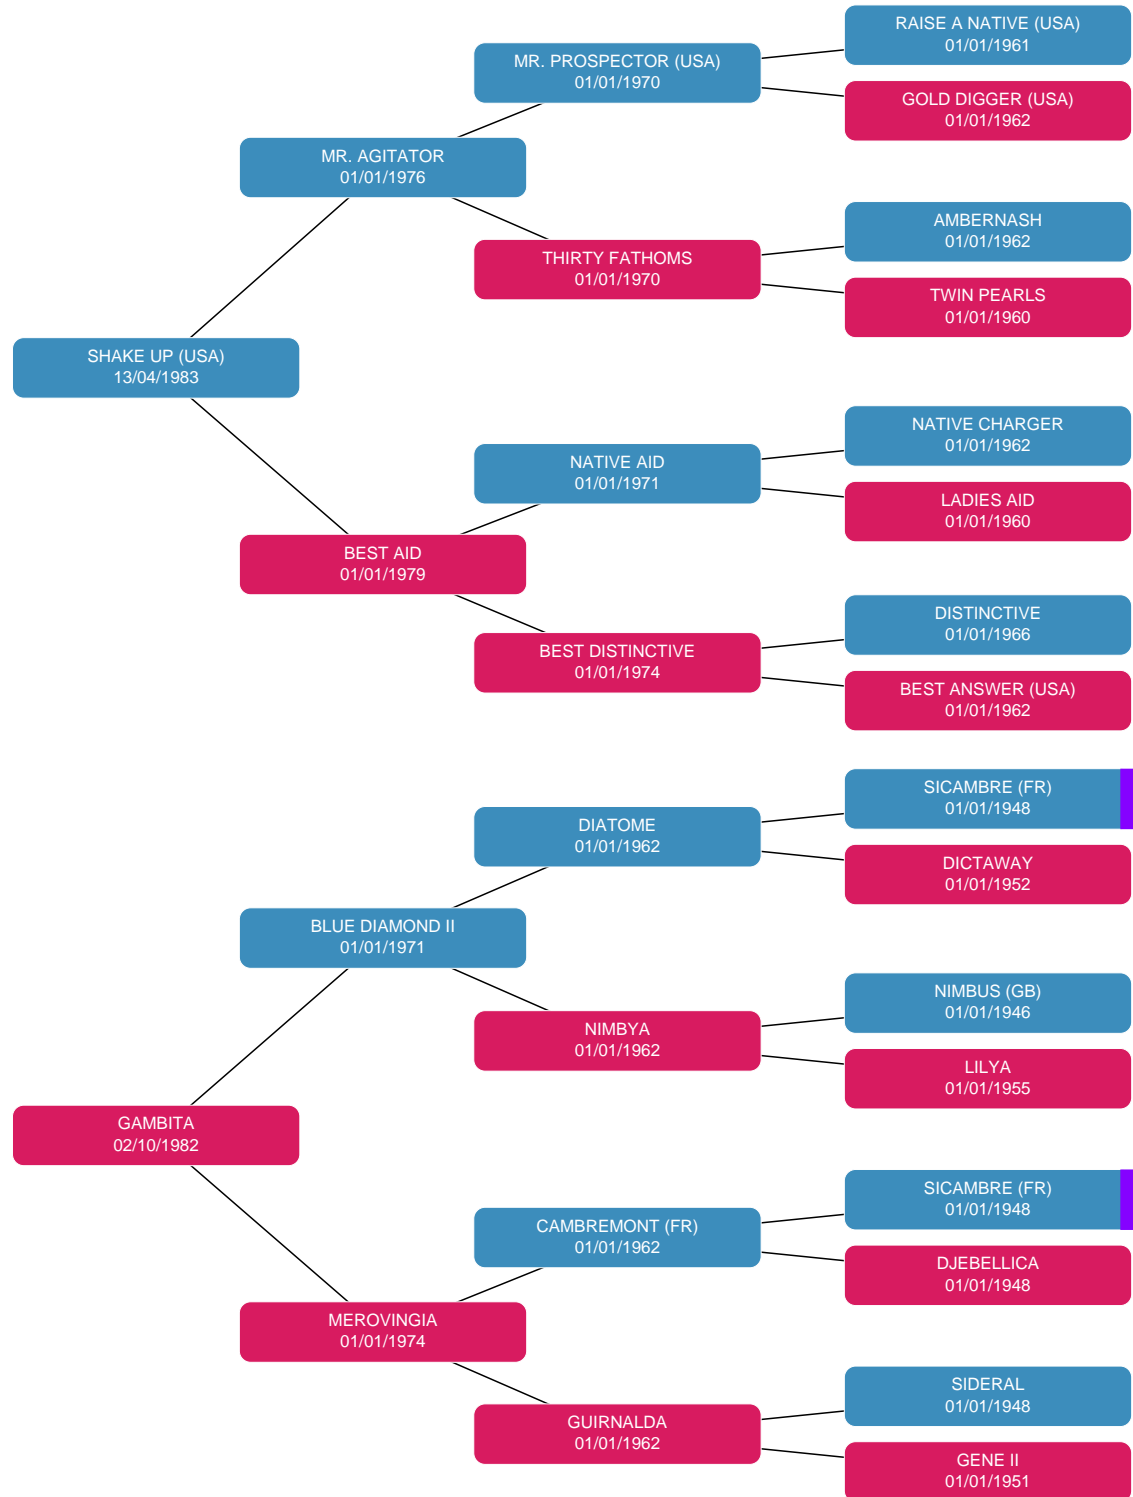 RAISE A NATIVE (USA)
01/01/1961
MR. PROSPECTOR (USA)
01/01/1970
GOLD DIGGER (USA)
01/01/1962
MR. AGITATOR
01/01/1976
AMBERNASH
01/01/1962
THIRTY FATHOMS
01/01/1970
TWIN PEARLS
01/01/1960
SHAKE UP (USA)
13/04/1983
NATIVE CHARGER
01/01/1962
NATIVE AID
01/01/1971
LADIES AID
01/01/1960
BEST AID
01/01/1979
DISTINCTIVE
01/01/1966
BEST DISTINCTIVE
01/01/1974
BEST ANSWER (USA)
01/01/1962
SICAMBRE (FR)
01/01/1948
DIATOME
01/01/1962
DICTAWAY
01/01/1952
BLUE DIAMOND II
01/01/1971
NIMBUS (GB)
01/01/1946
NIMBYA
01/01/1962
LILYA
01/01/1955
GAMBITA
02/10/1982
SICAMBRE (FR)
01/01/1948
CAMBREMONT (FR)
01/01/1962
DJEBELLICA
01/01/1948
MEROVINGIA
01/01/1974
SIDERAL
01/01/1948
GUIRNALDA
01/01/1962
GENE II
01/01/1951